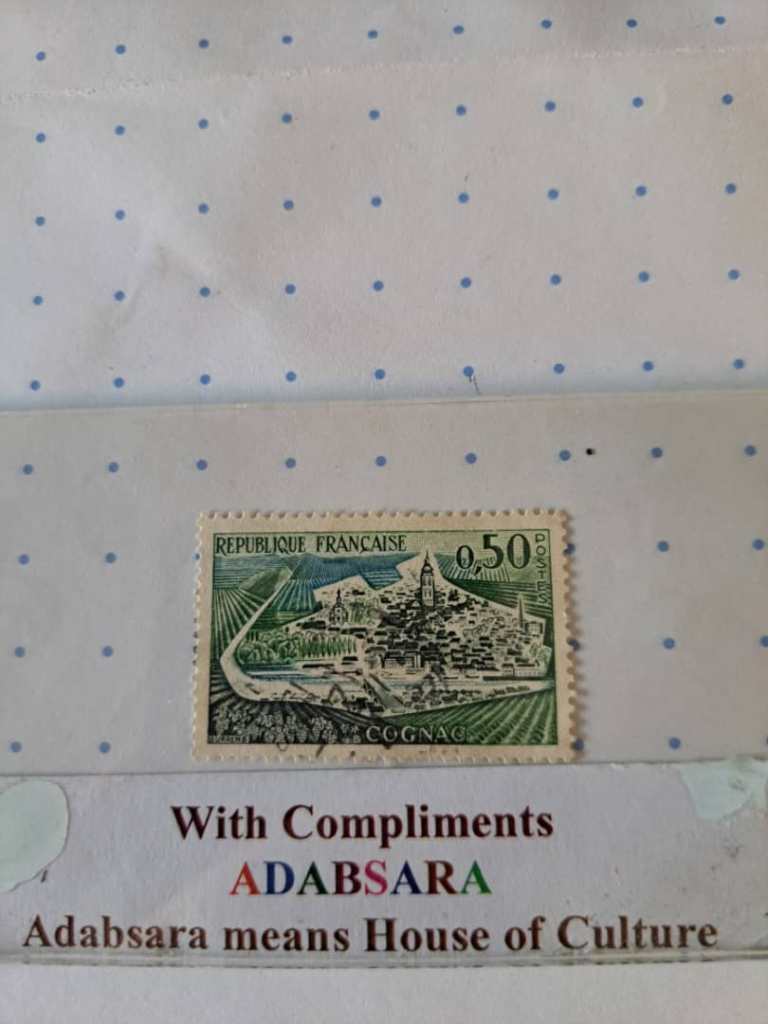 REPUBLIQUE FRANÇAISE
0,50
POSTES
COGNAC
With Compliments
ADABSARA
Adabsara means House of Culture